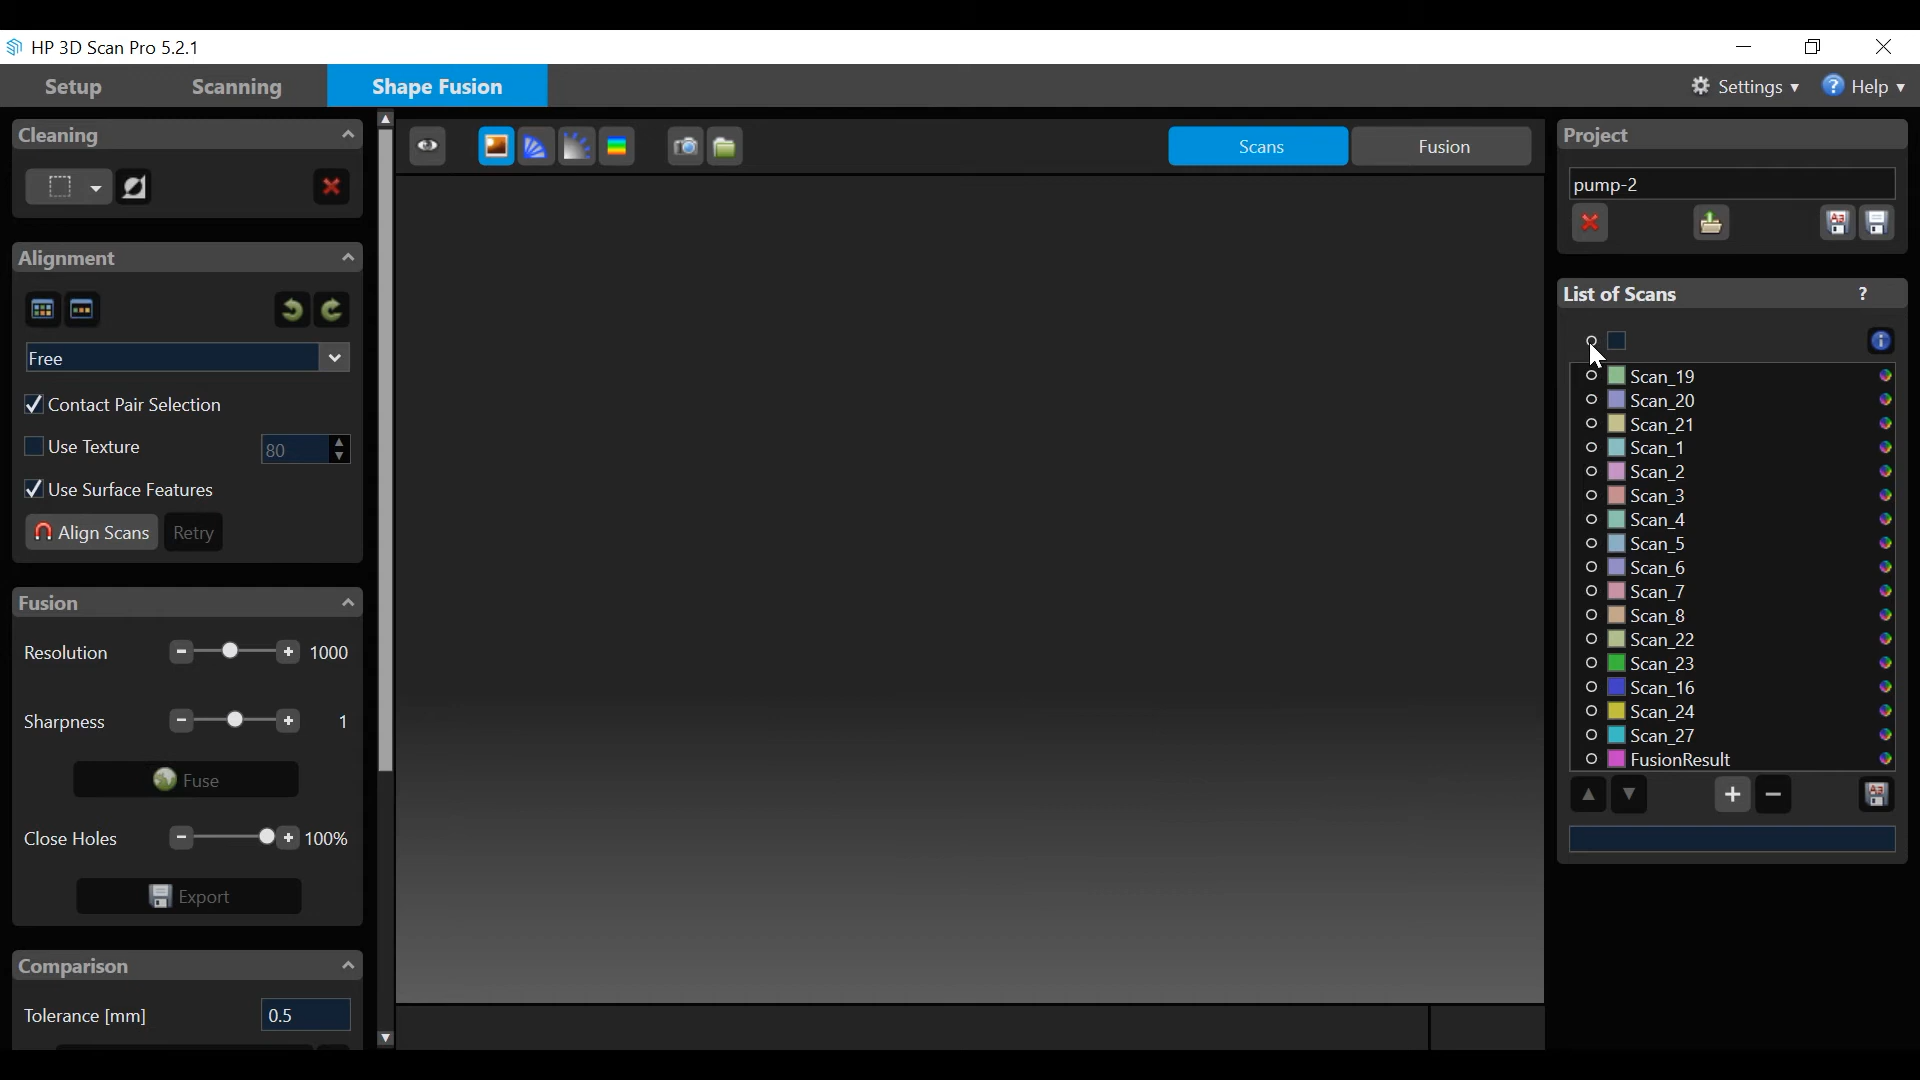 HP 3D Scan Pro 5.2.1
Setup Scanning Shape Fusion Settings Help
Cleaning
Alignment
Free
Contact Pair Selection
Use Texture 80
Use Surface Features
Align Scans Retry
Fusion
Resolution 1000
Sharpness 1
Fuse
Close Holes 100%
Export
Comparison
Tolerance [mm] 0.5
Scans Fusion
Project
pump-2
List of Scans ?
Scan_19
Scan_20
Scan_21
Scan_1
Scan_2
Scan_3
Scan_4
Scan_5
Scan_6
Scan_7
Scan_8
Scan_22
Scan_23
Scan_16
Scan_24
Scan_27
FusionResult